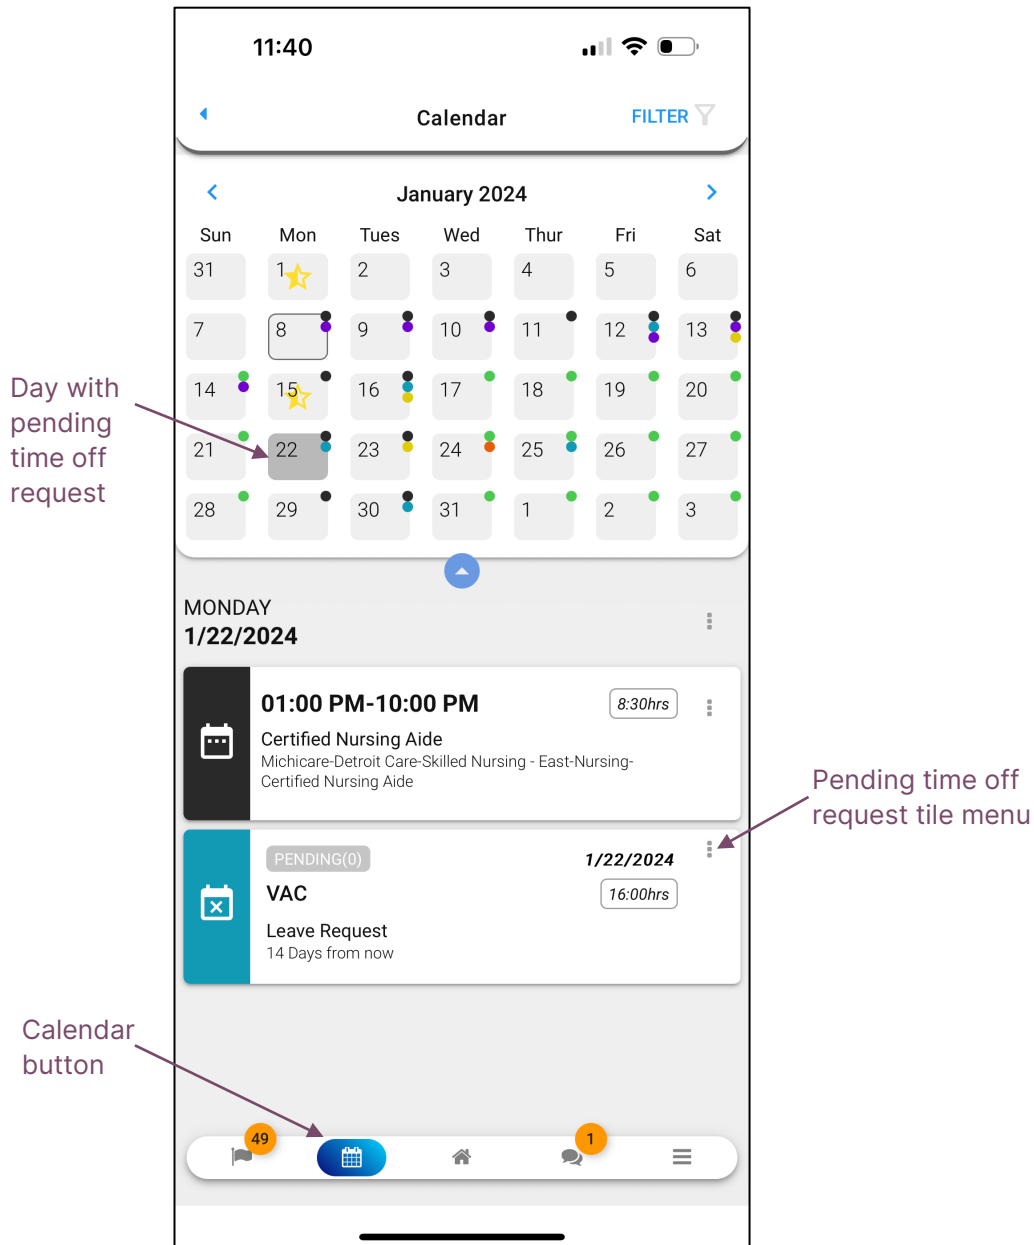 11:40
Calendar
FILTER
January 2024
Sun Mon Tues Wed Thur Fri Sat
31 1 2 3 4 5 6
7 8 9 10 11 12 13
14 15 16 17 18 19 20
21 22 23 24 25 26 27
28 29 30 31 1 2 3
Day with
pending
time off
request
MONDAY
1/22/2024
01:00 PM-10:00 PM
8:30hrs
Certified Nursing Aide
Michicare-Detroit Care-Skilled Nursing - East-Nursing-
Certified Nursing Aide
Pending time off
request tile menu
PENDING(0)
1/22/2024
VAC
16:00hrs
Leave Request
14 Days from now
Calendar
button
49
1